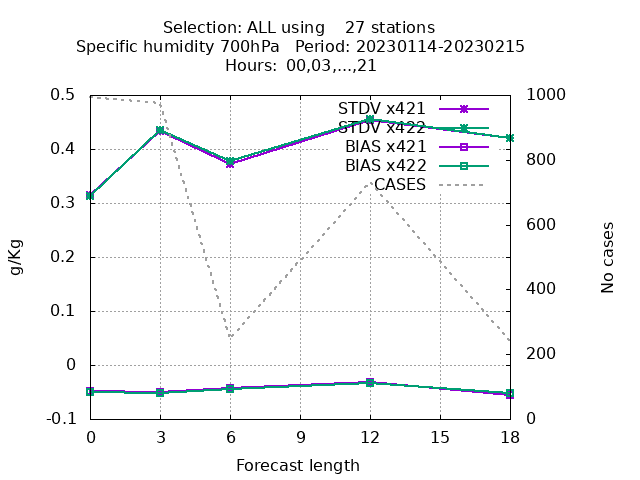 Selection: ALL using    27 stations
Specific humidity 700hPa   Period: 20230114-20230215
Hours: 00,03,...,21
STDV x421
STDV x422
BIAS x421
BIAS x422
CASES
0.5
0.4
0.3
0.2
0.1
0
-0.1
g/Kg
1000
800
600
400
200
0
No cases
0 3 6 9 12 15 18
Forecast length